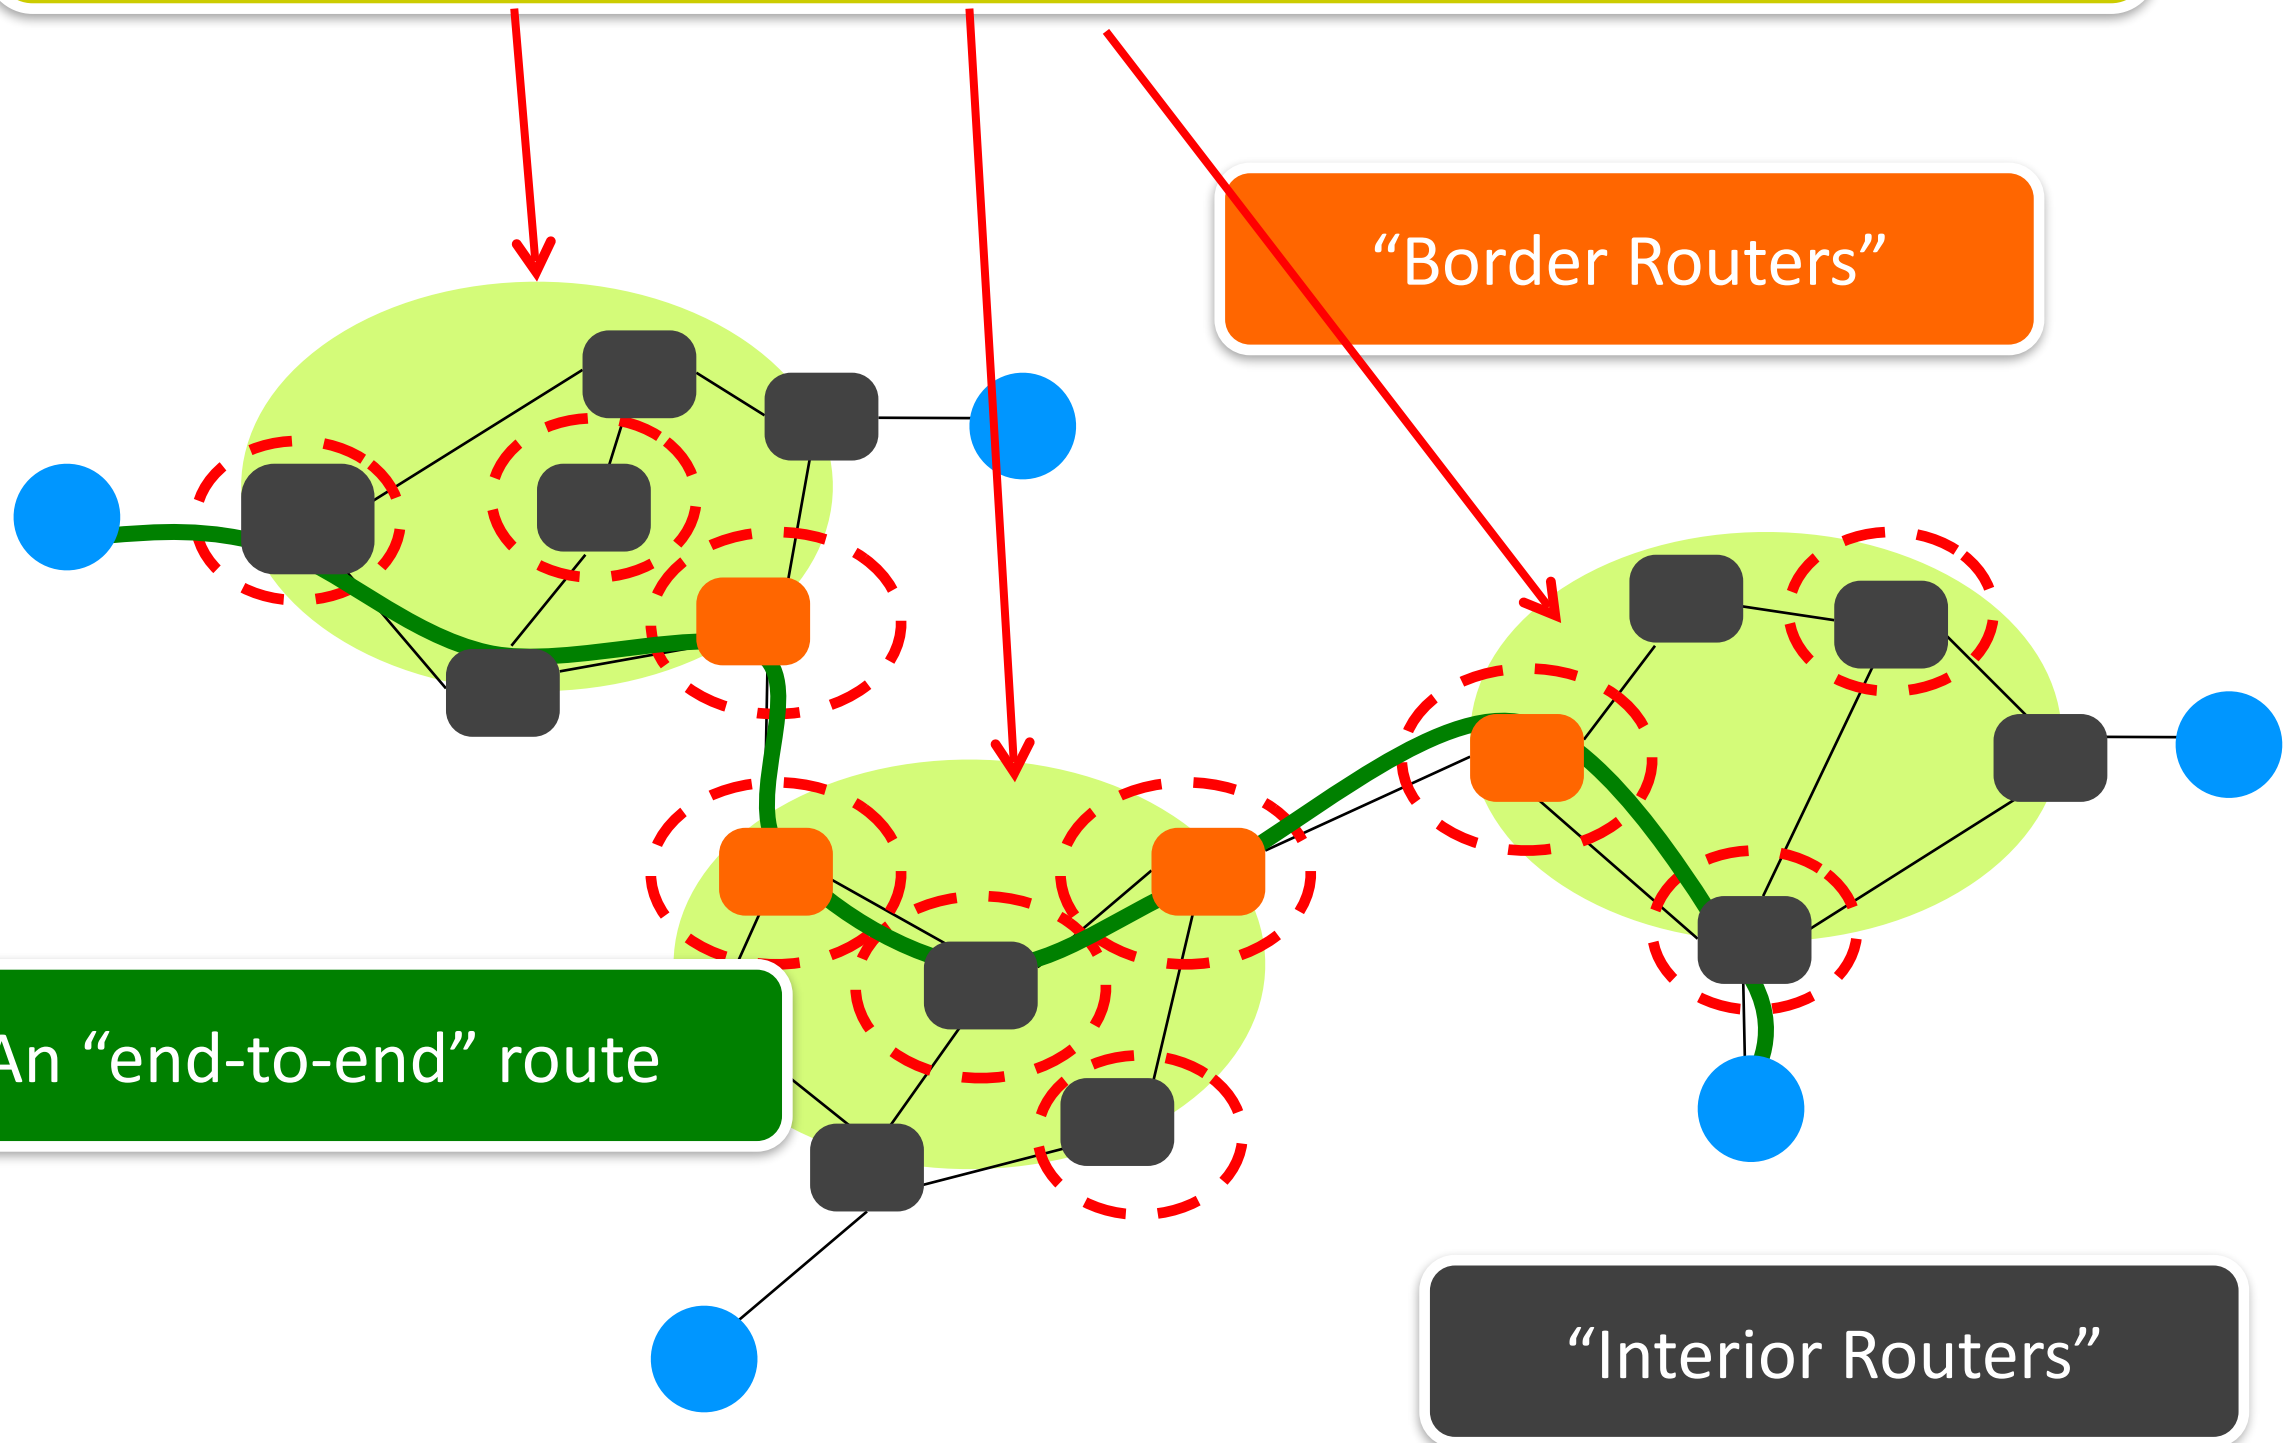 “Border Routers”
An “end-to-end” route
“Interior Routers”